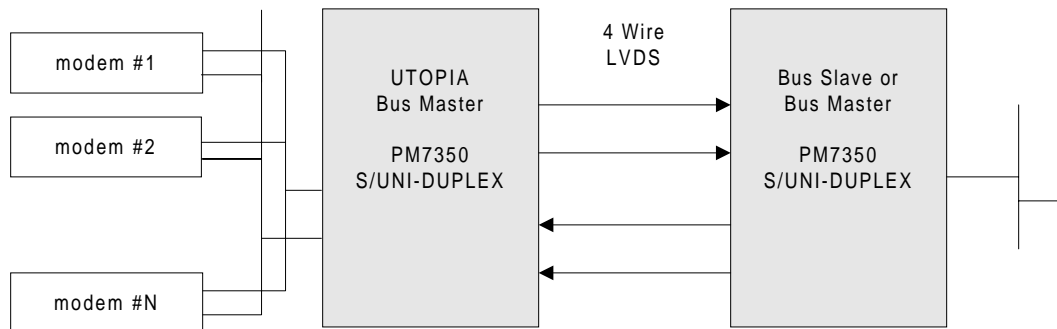 modem #1
modem #2
modem #N
UTOPIA
Bus Master
PM7350
S/UNI-DUPLEX
4 Wire
LVDS
Bus Slave or
Bus Master
PM7350
S/UNI-DUPLEX